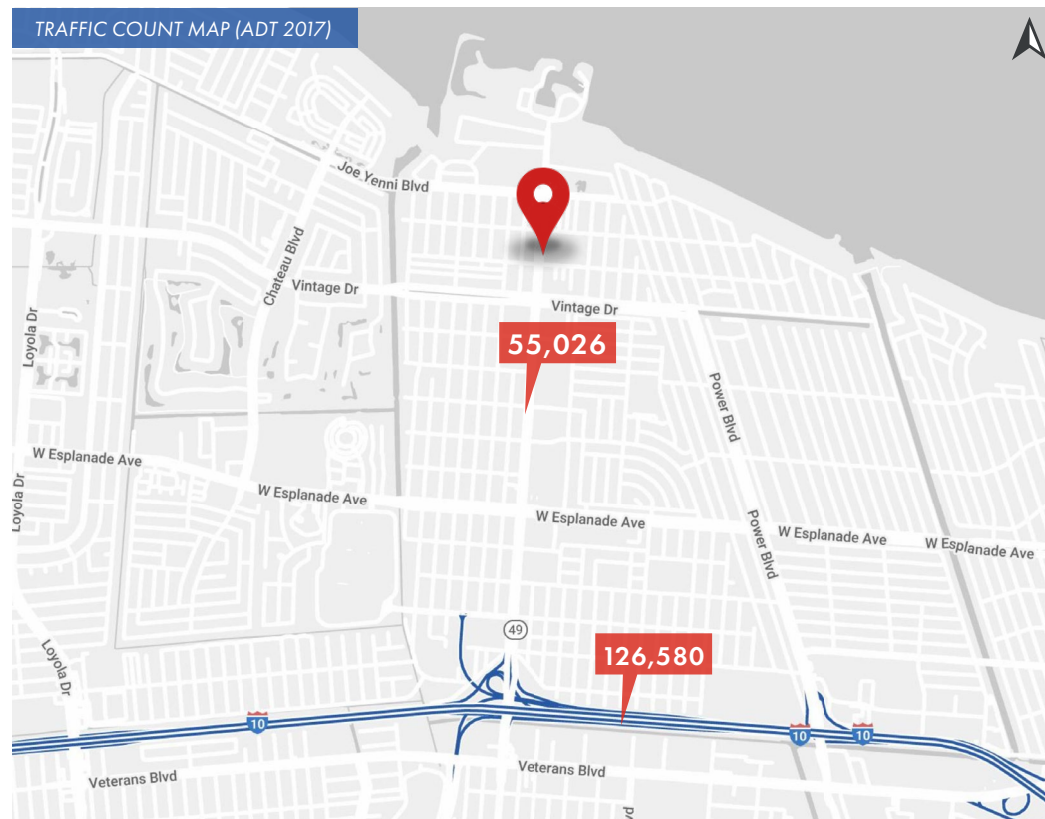 TRAFFIC COUNT MAP (ADT 2017)
Joe Yenni Blvd
Chateau Blvd
Vintage Dr
Vintage Dr
Loyola Dr
55,026
Power Blvd
W Esplanade Ave
W Esplanade Ave
W Esplanade Ave
W Esplanade Ave
W Esplanade Ave
Loyola Dr
Power Blvd
49
126,580
Loyola Dr
10
10
10
Veterans Blvd
Veterans Blvd